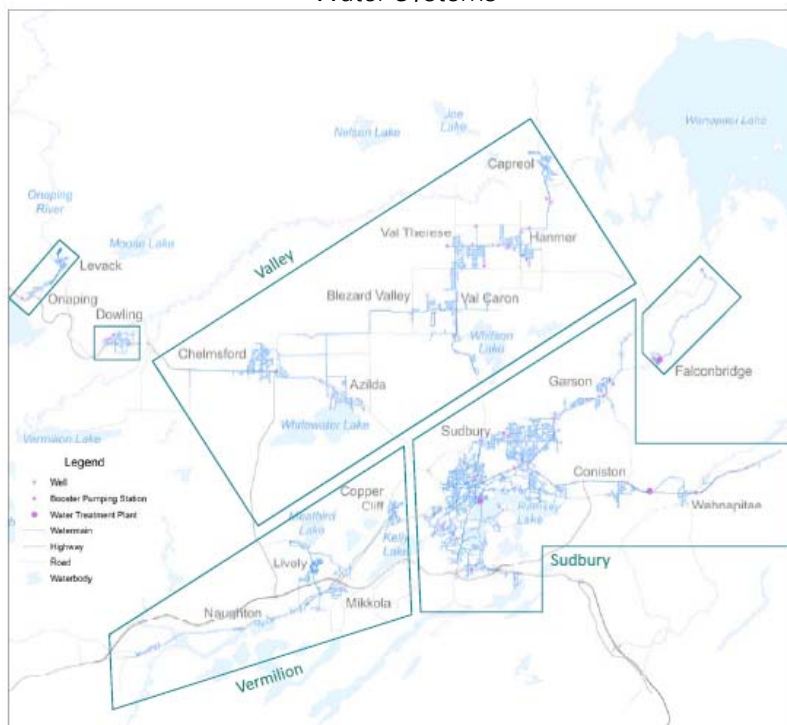 Water Systems
Joe
Lake
Nelson Lake
Wanapitei Lake
Capreol
Onaping
River
Moose Lake
Val Therese
Hanmer
Valley
Levack
Onaping
Blezard Valley
Val Caron
Dowling
Whitson
Lake
Chelmsford
Falconbridge
Azilda
Garson
Whitewater Lake
Sudbury
Vermilion Lake
Legend
Well
Booster Pumping Station
Water Treatment Plant
Watermain
Highway
Road
Waterbody
Coniston
Copper
Cliff
Ramsey
Lake
Wahnapitae
Meatbird
Lake
Kelly
Lake
Lively
Sudbury
Mikkola
Naughton
Vermilion